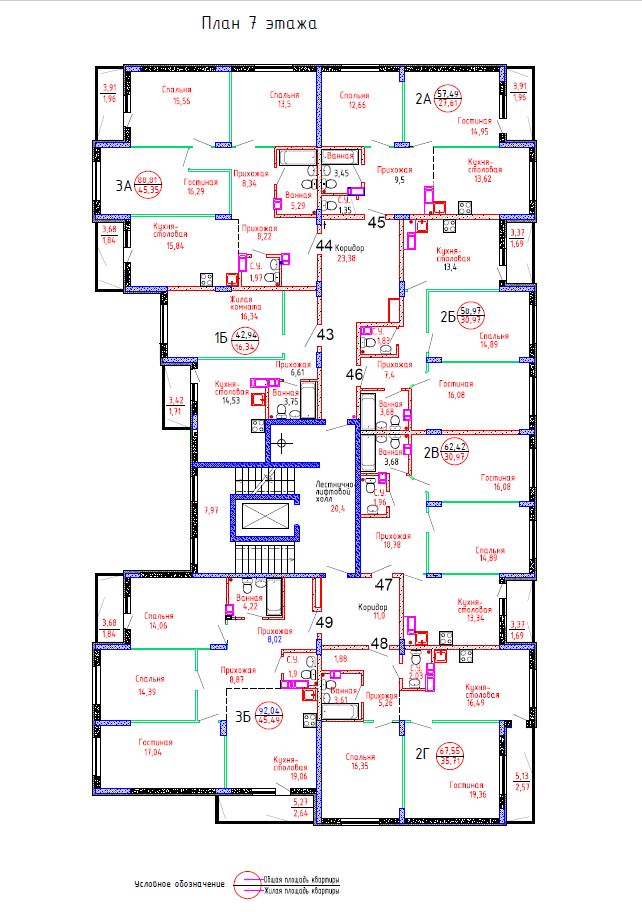 План 7 этажа
3,91
1,96
Спальня
15,56
Спальня
13,5
Спальня
12,66
2А
57,49
27,61
Гостиная
14,95
3,91
1,96
3А
88,81
45,35
Гостиная
16,29
Прихожая
8,34
Ванная
5,29
Ванная
3,45
С.У.
1,35
Прихожая
9,5
Кухня-
столовая
13,62
3,68
1,84
Кухня-
столовая
15,84
Прихожая
8,22
С.У.
1,97
44
Коридор
23,38
45
Кухня-
столовая
13,4
3,37
1,69
Жилая
комната
16,34
1Б
42,94
16,34
43
С.У.
1,83
2Б
58,97
30,97
Спальня
14,89
3,42
1,71
Кухня-
столовая
14,53
6,61
Прихожая
Ванная
3,75
46
Прихожая
7,4
Ванная
3,68
Гостиная
16,08
Ванная
3,68
2В
62,42
30,97
Гостиная
16,08
7,97
Лестнично-
лифтовой
холл
20,4
С.У.
1,96
Прихожая
10,78
Спальня
14,89
3,68
1,84
Спальня
14,06
Ванная
4,22
Прихожая
8,02
49
Коридор
11,0
47
Кухня-
столовая
13,34
3,37
1,69
48
Спальня
14,39
Прихожая
8,87
С.У.
1,9
1,88
Ванная
3,61
Прихожая
5,26
С.У.
2,03
Кухня-
столовая
16,49
3Б
92,04
45,49
Гостиная
17,04
Кухня-
столовая
19,06
Спальня
16,35
2Г
67,55
35,71
Гостиная
19,36
5,13
2,57
5,27
2,64
Условное обозначение
Общая площадь квартиры
Жилая площадь квартиры